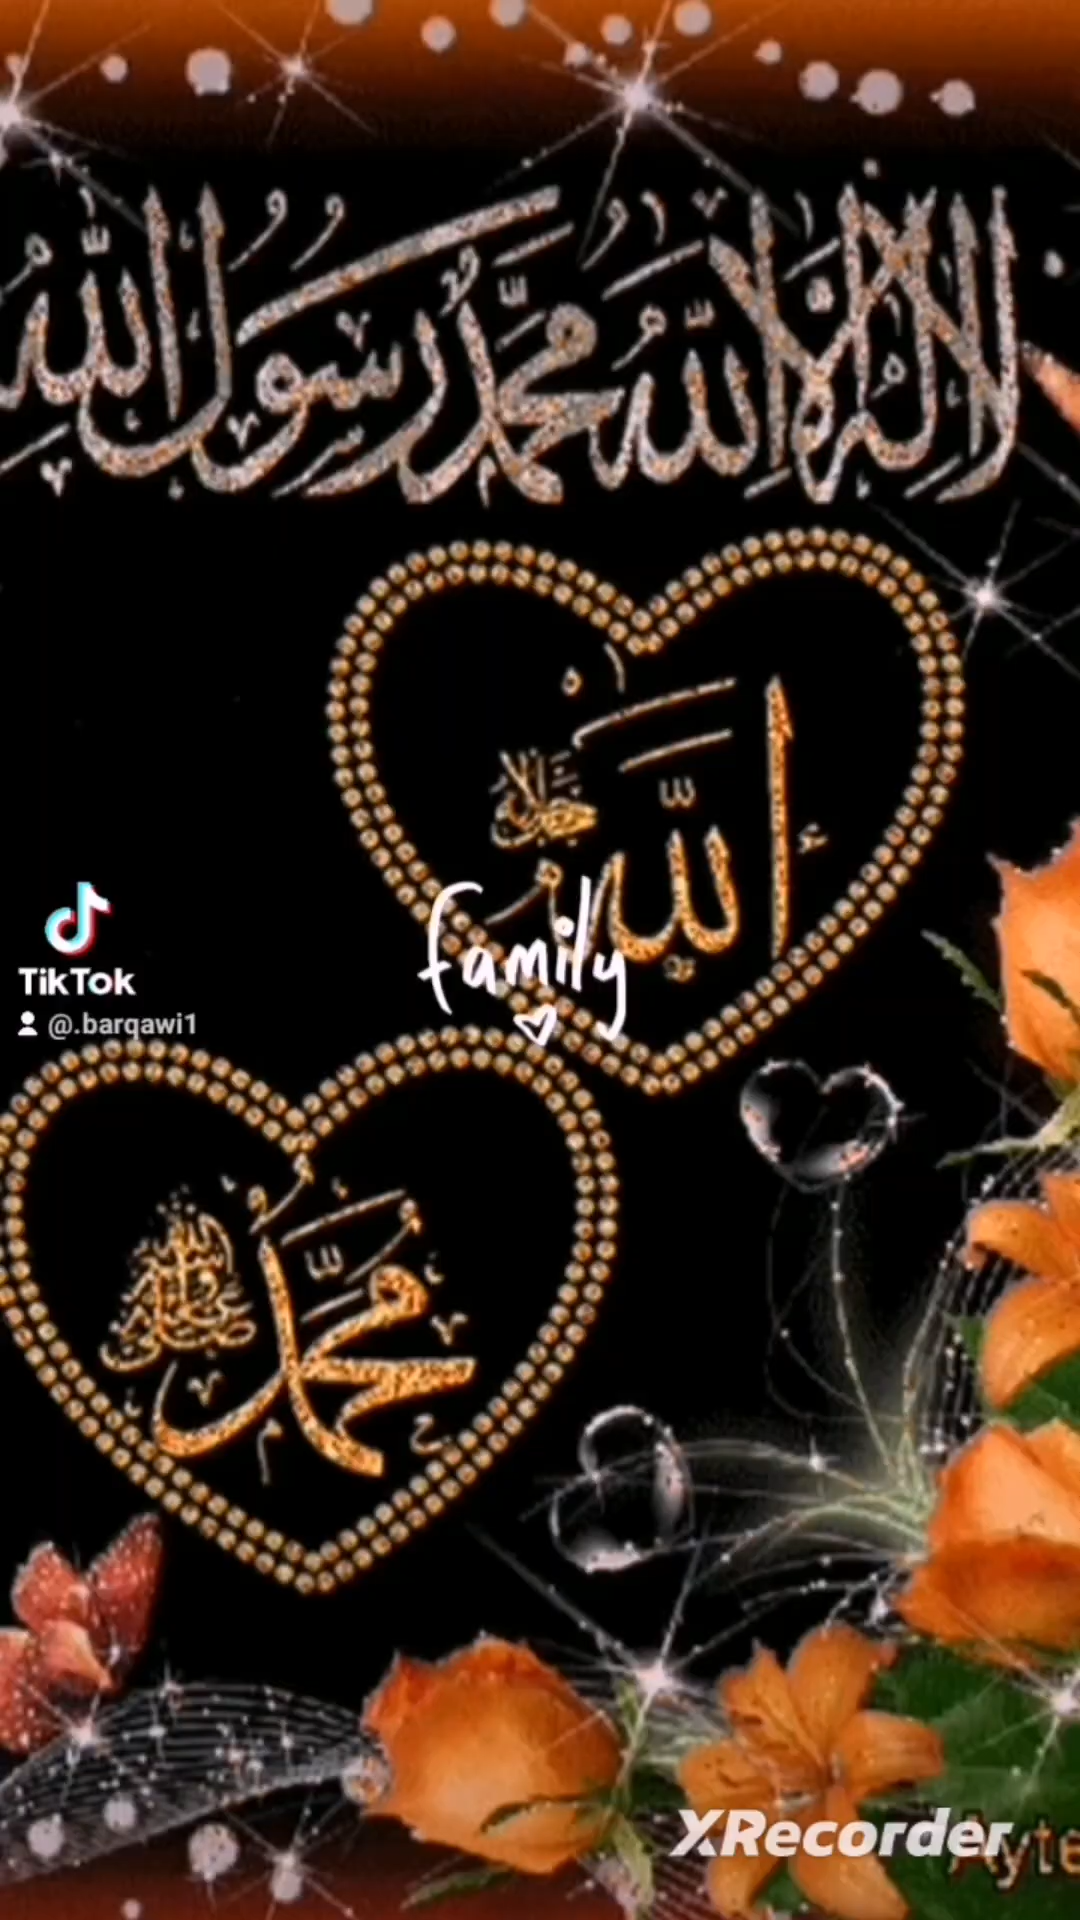 لا إله إلا الله محمد رسول الله
الله
جل جلاله
family
TikTok
@.barqawi1
محمد
صلى الله عليه وسلم
XRecorder
Ayte